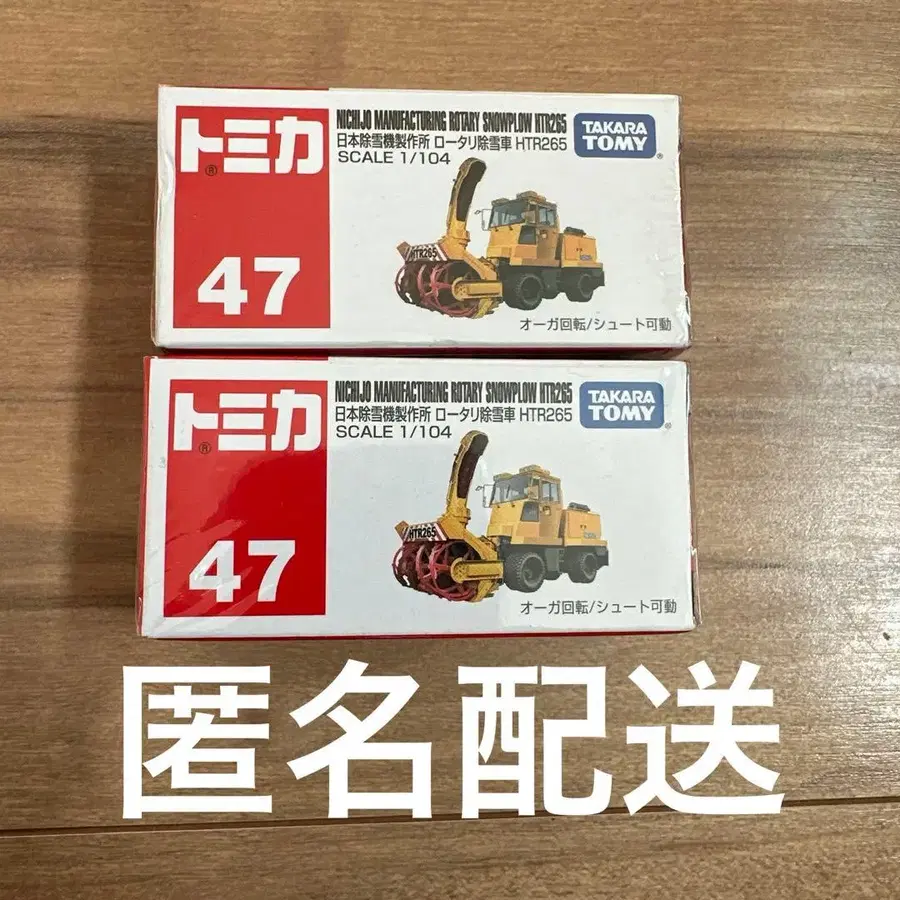 トミカ
®
47
NICHIJO MANUFACTURING ROTARY SNOWPLOW HTR265
日本除雪機製作所 ロータリ除雪車 HTR265
SCALE 1/104
TAKARA
TOMY®
HTR265
オーガ回転/シュート可動
トミカ
®
47
NICHIJO MANUFACTURING ROTARY SNOWPLOW HTR265
日本除雪機製作所 ロータリ除雪車 HTR265
SCALE 1/104
TAKARA
TOMY®
HTR265
オーガ回転/シュート可動
匿名配送